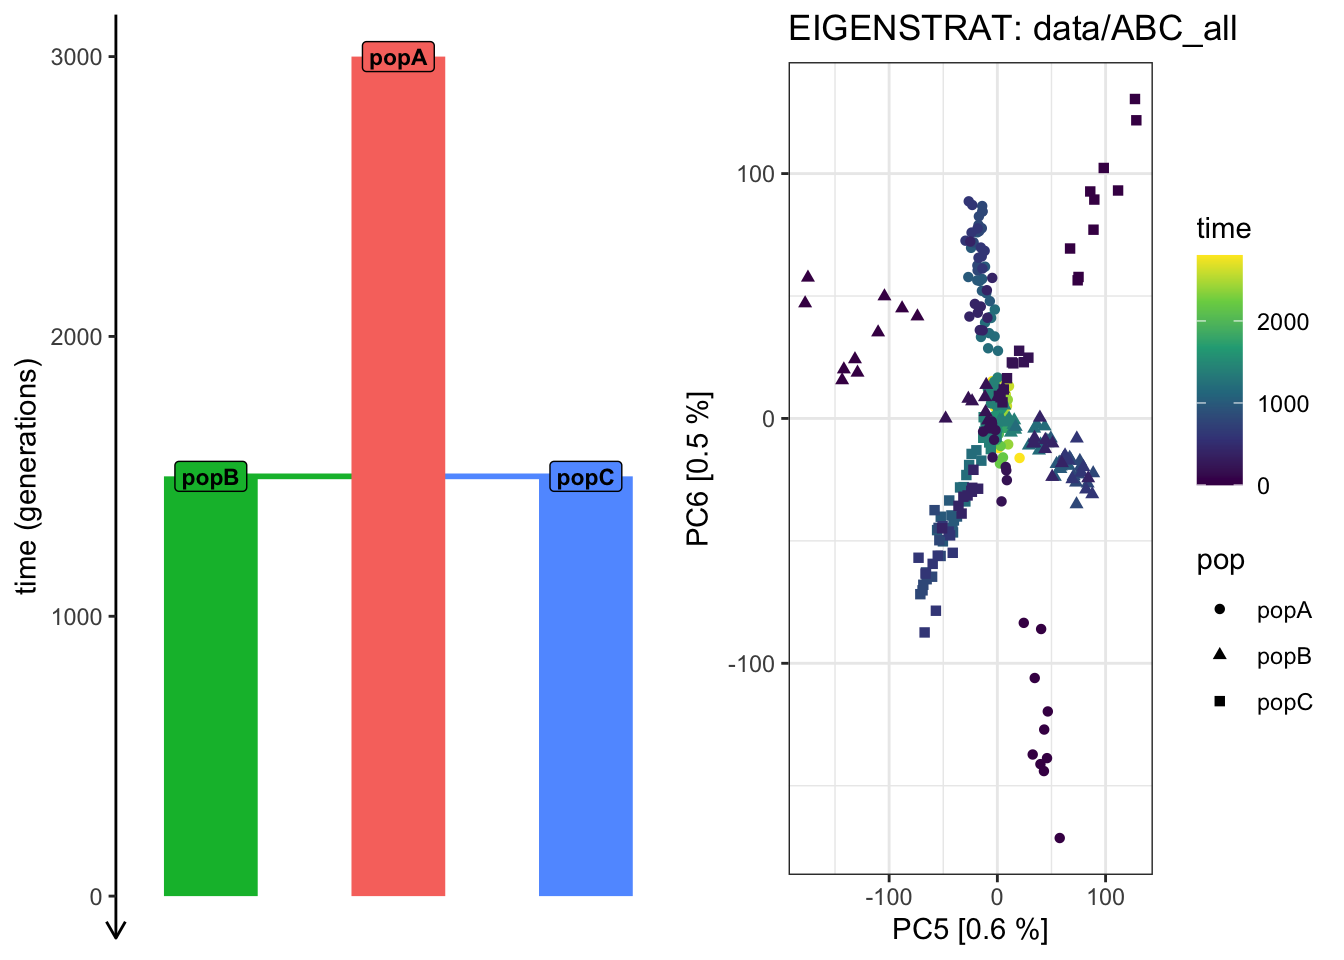 time (generations)
3000
2000
1000
0
popA
popB
popC
EIGENSTRAT: data/ABC_all
PC6 [0.5 %]
100
0
-100
-100
0
100
PC5 [0.6 %]
time
2000
1000
0
pop
popA
popB
popC